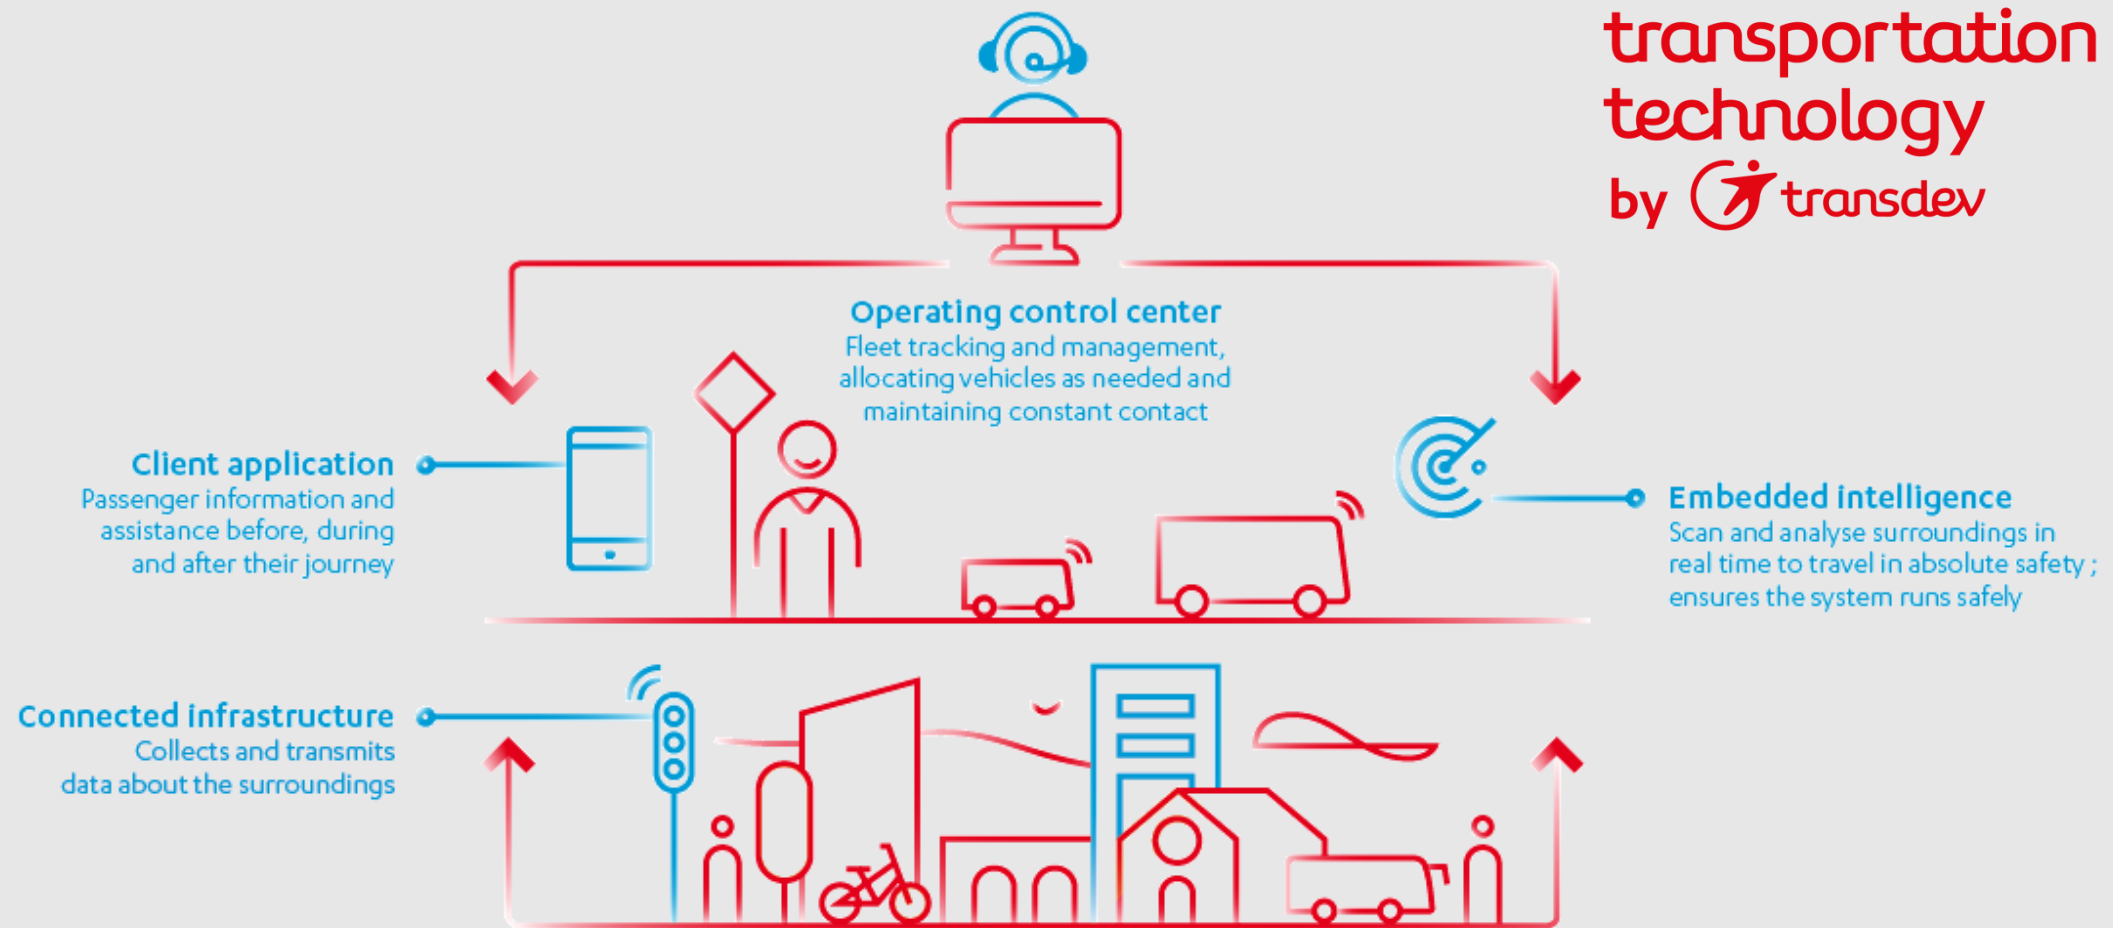 transportation
technology
by transdev
Operating control center
Fleet tracking and management,
allocating vehicles as needed and
maintaining constant contact
Client application
Passenger information and
assistance before, during
and after their journey
Embedded intelligence
Scan and analyse surroundings in
real time to travel in absolute safety ;
ensures the system runs safely
Connected infrastructure
Collects and transmits
data about the surroundings